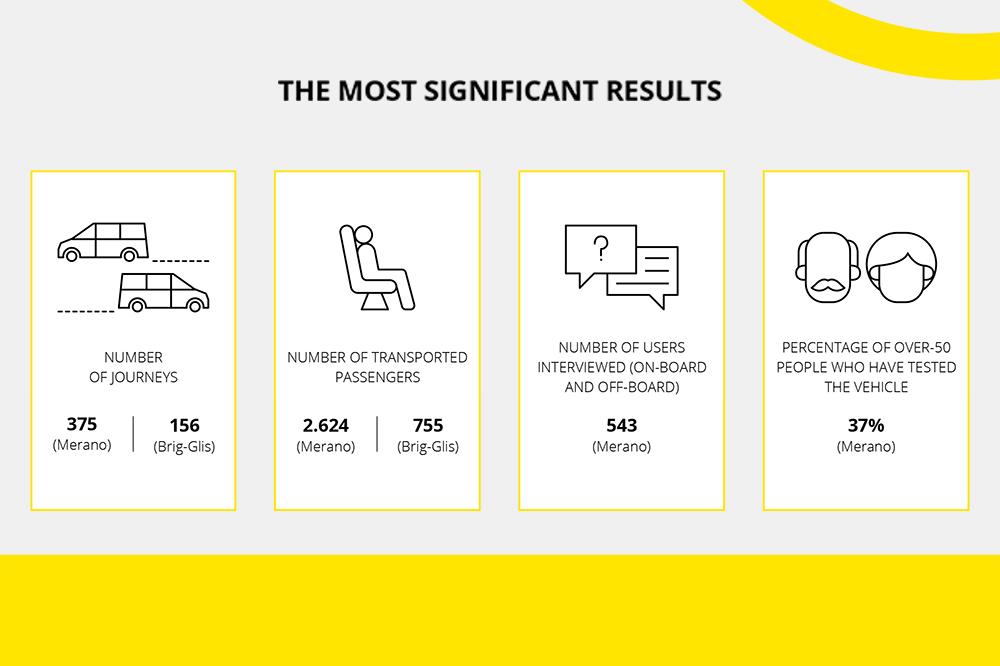 THE MOST SIGNIFICANT RESULTS
NUMBER
OF JOURNEYS
375
(Merano)
156
(Brig-Glis)
NUMBER OF TRANSPORTED
PASSENGERS
2.624
(Merano)
755
(Brig-Glis)
?
NUMBER OF USERS
INTERVIEWED (ON-BOARD
AND OFF-BOARD)
543
(Merano)
PERCENTAGE OF OVER-50
PEOPLE WHO HAVE TESTED
THE VEHICLE
37%
(Merano)